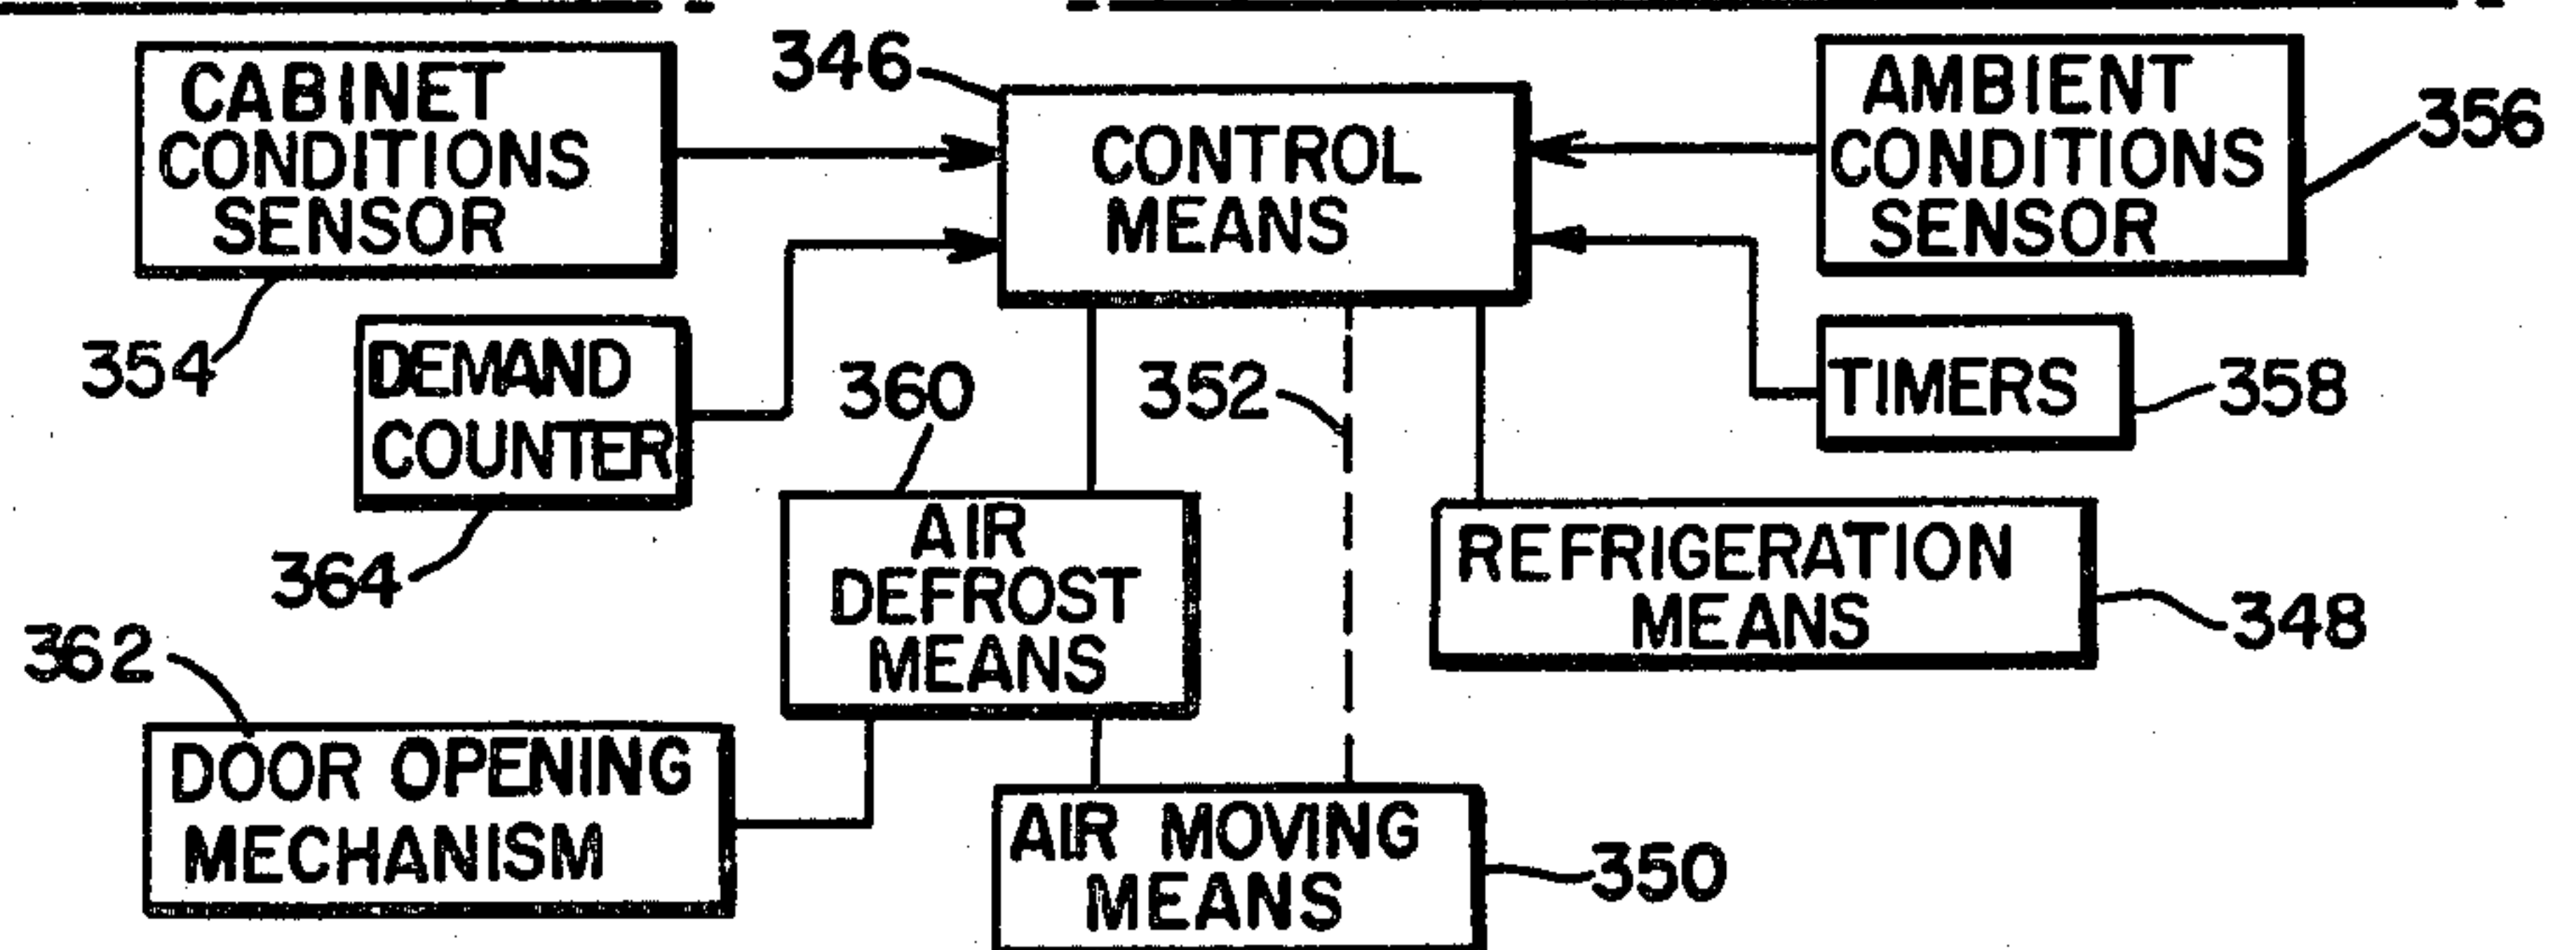 CABINET
CONDITIONS
SENSOR
354
346
CONTROL
MEANS
AMBIENT
CONDITIONS
SENSOR
356
DEMAND
COUNTER
364
360
352
TIMERS
358
AIR
DEFROST
MEANS
REFRIGERATION
MEANS
348
362
DOOR OPENING
MECHANISM
AIR MOVING
MEANS
350